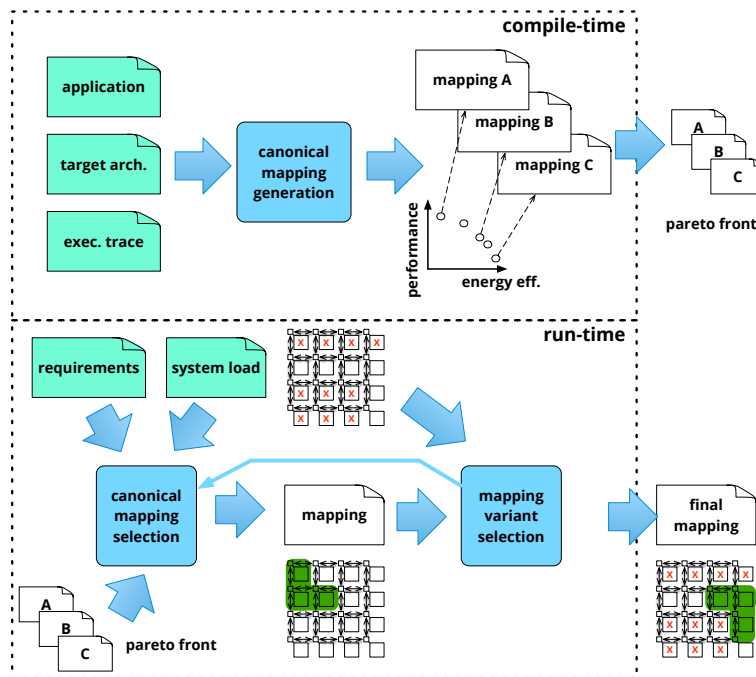 compile-time
application
target arch.
exec. trace
canonical
mapping
generation
mapping A
mapping B
mapping C
performance
energy eff.
A
B
C
pareto front
run-time
requirements
system load
x x x x
x x x
x x x
canonical
mapping
selection
mapping
mapping
variant
selection
final
mapping
A
B
C
pareto front
x x x x
x x x
x x x